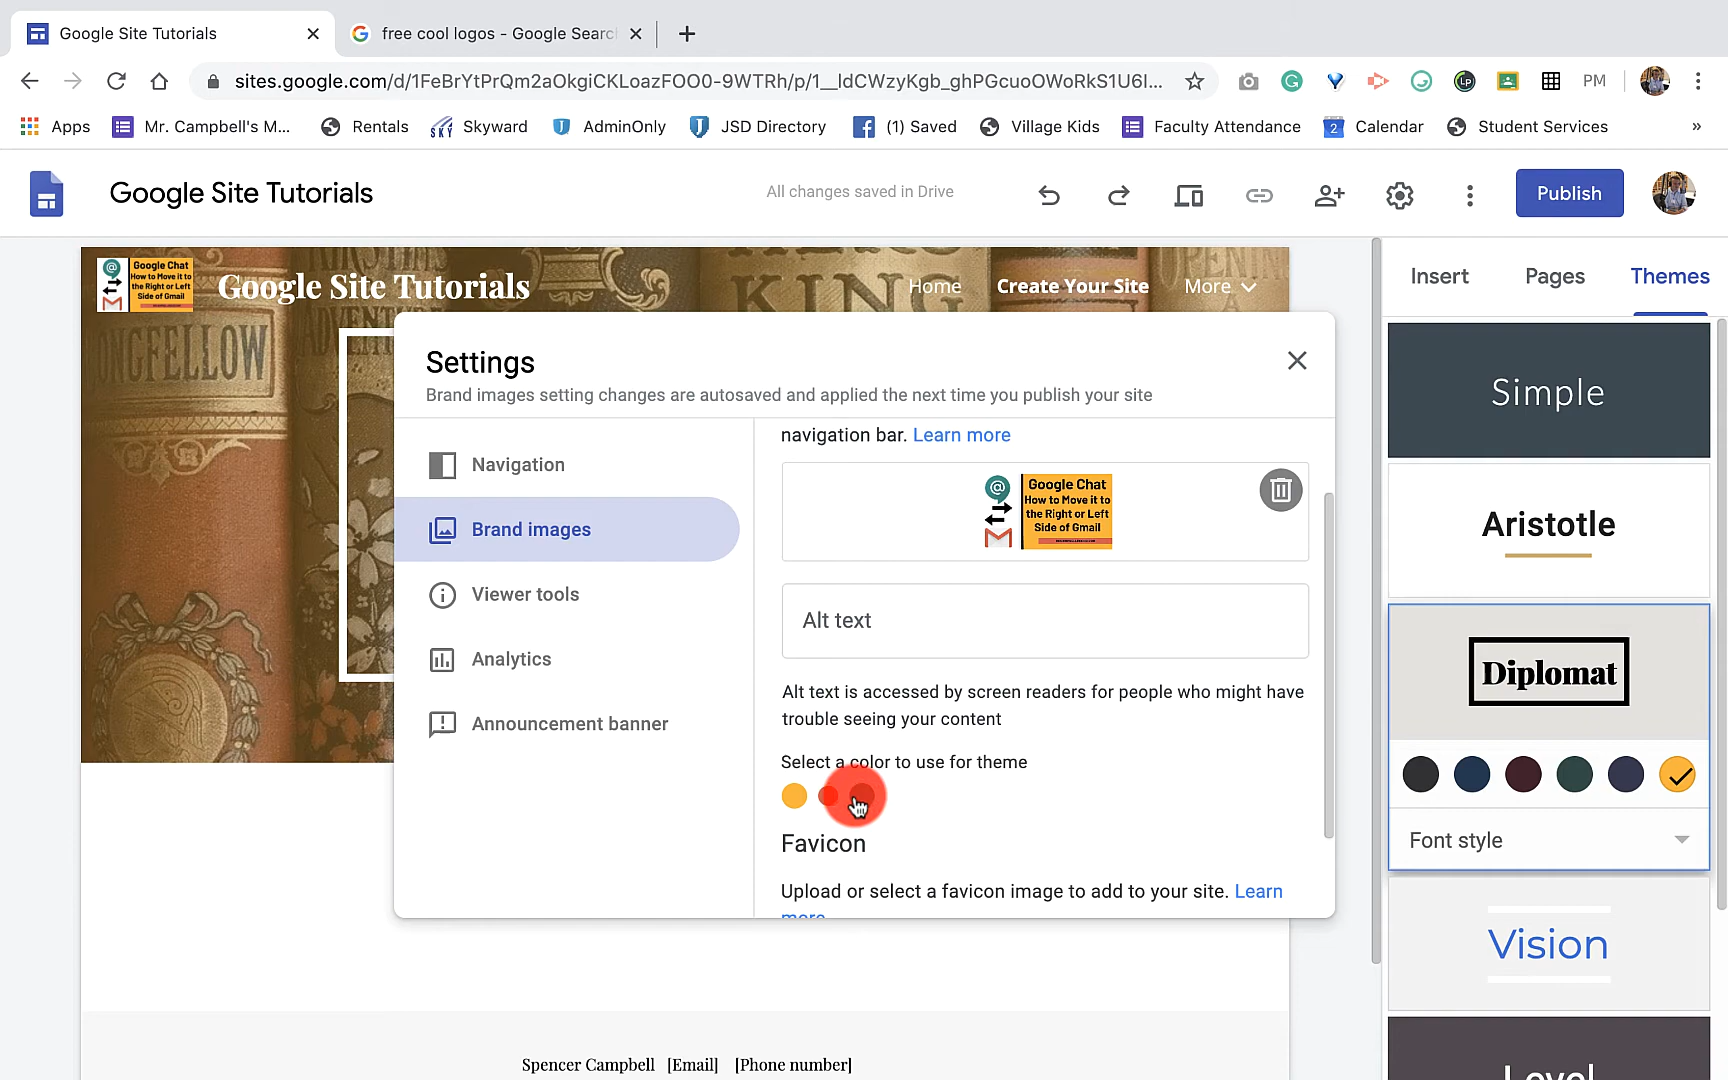 Google Site Tutorials
free cool logos - Google Searc
sites.google.com/d/1FeBrYtPrQm2aOkgiCKLoazFOO0-9WTRh/p/1__ldCWzyKgb_ghPGcuoOWoRkS1U6l...
PM
Apps
Mr. Campbell's M...
Rentals
Skyward
AdminOnly
JSD Directory
(1) Saved
Village Kids
Faculty Attendance
Calendar
Student Services
»
Google Site Tutorials
All changes saved in Drive
Publish
Google Chat
How to Move it to
the Right or Left
Side of Gmail
Google Site Tutorials
Home
Create Your Site
More
Insert
Pages
Themes
KING
LONGFELLOW
Settings
Brand images setting changes are autosaved and applied the next time you publish your site
Navigation
Brand images
Viewer tools
Analytics
Announcement banner
navigation bar. Learn more
Google Chat
How to Move it to
the Right or Left
Side of Gmail
Alt text
Alt text is accessed by screen readers for people who might have
trouble seeing your content
Select a color to use for theme
Favicon
Upload or select a favicon image to add to your site. Learn
more
Simple
Aristotle
Diplomat
Font style
Vision
Level
Spencer Campbell [Email] [Phone number]